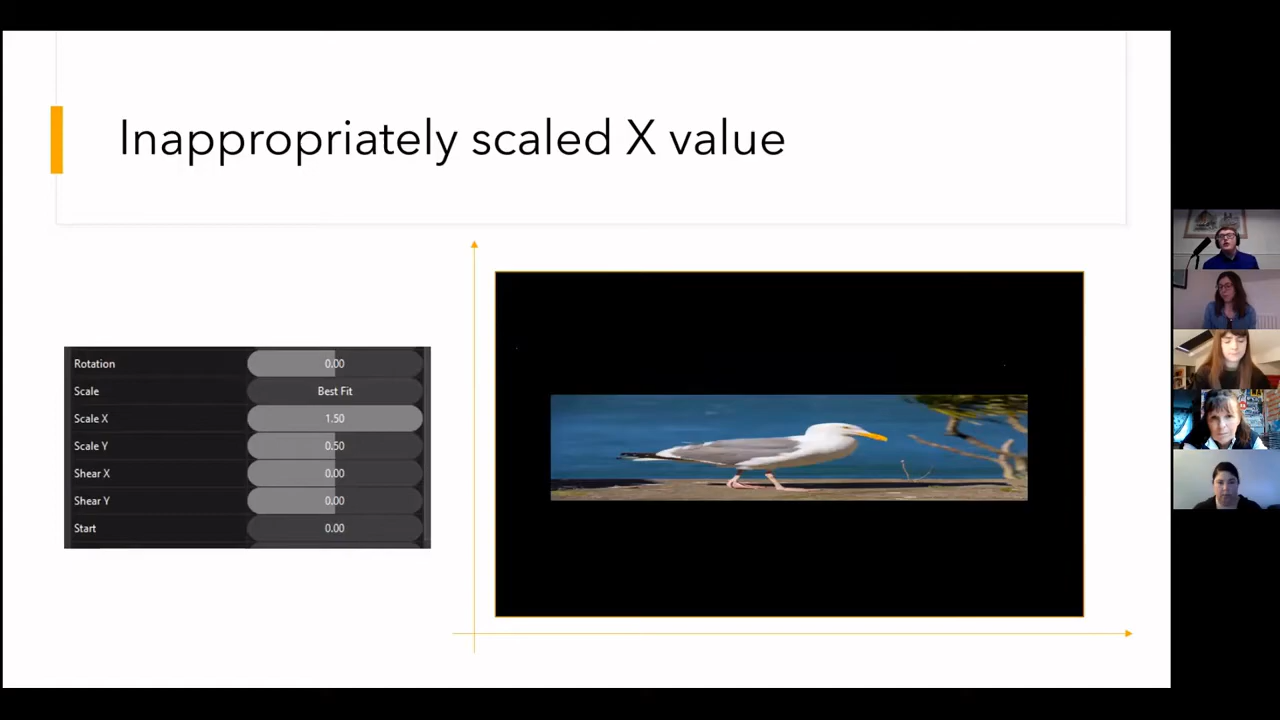 Inappropriately scaled X value
Rotation 0.00
Scale Best Fit
Scale X 1.50
Scale Y 0.50
Shear X 0.00
Shear Y 0.00
Start 0.00